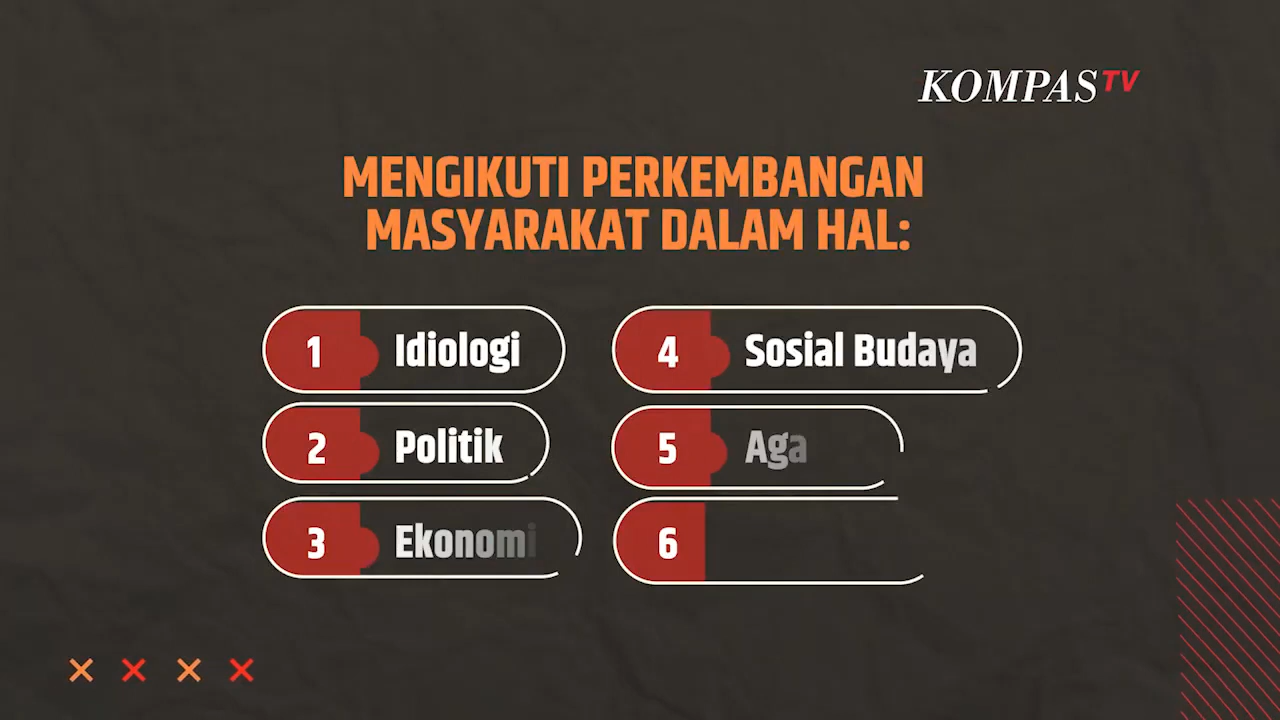 KOMPASTV
MENGIKUTI PERKEMBANGAN
MASYARAKAT DALAM HAL:
1 Idiologi
2 Politik
3 Ekonomi
4 Sosial Budaya
5 Aga
6